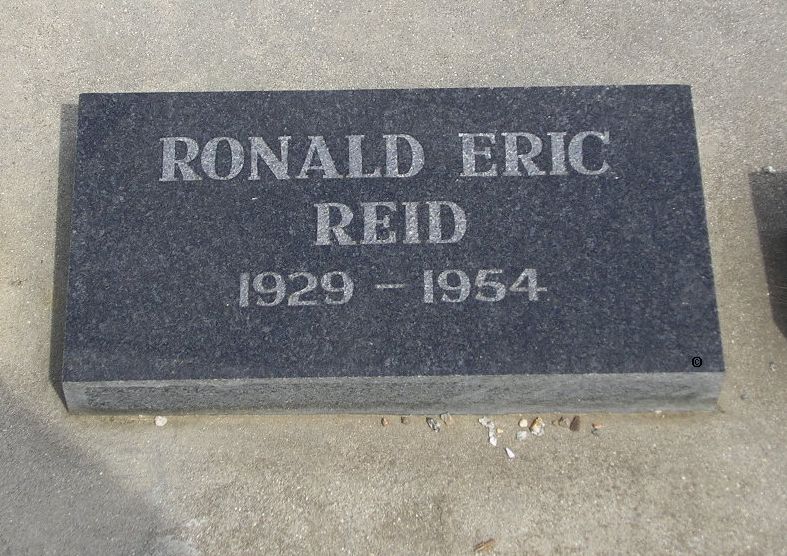 RONALD ERIC
REID
1929 – 1954
©